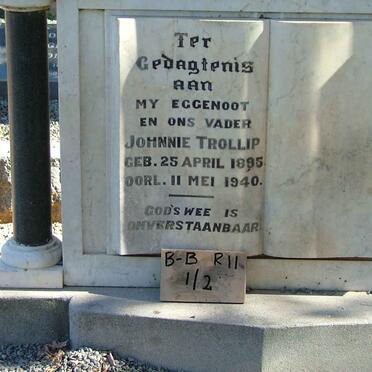 Ter
Gedagtenis
aan
MY EGGENOOT
EN ONS VADER
JOHNNIE TROLLIP
GEB. 25 APRIL 1895
OORL. 11 MEI 1940.
GOD'S WEE IS
ONVERSTAANBAAR
B-B R11
1/2